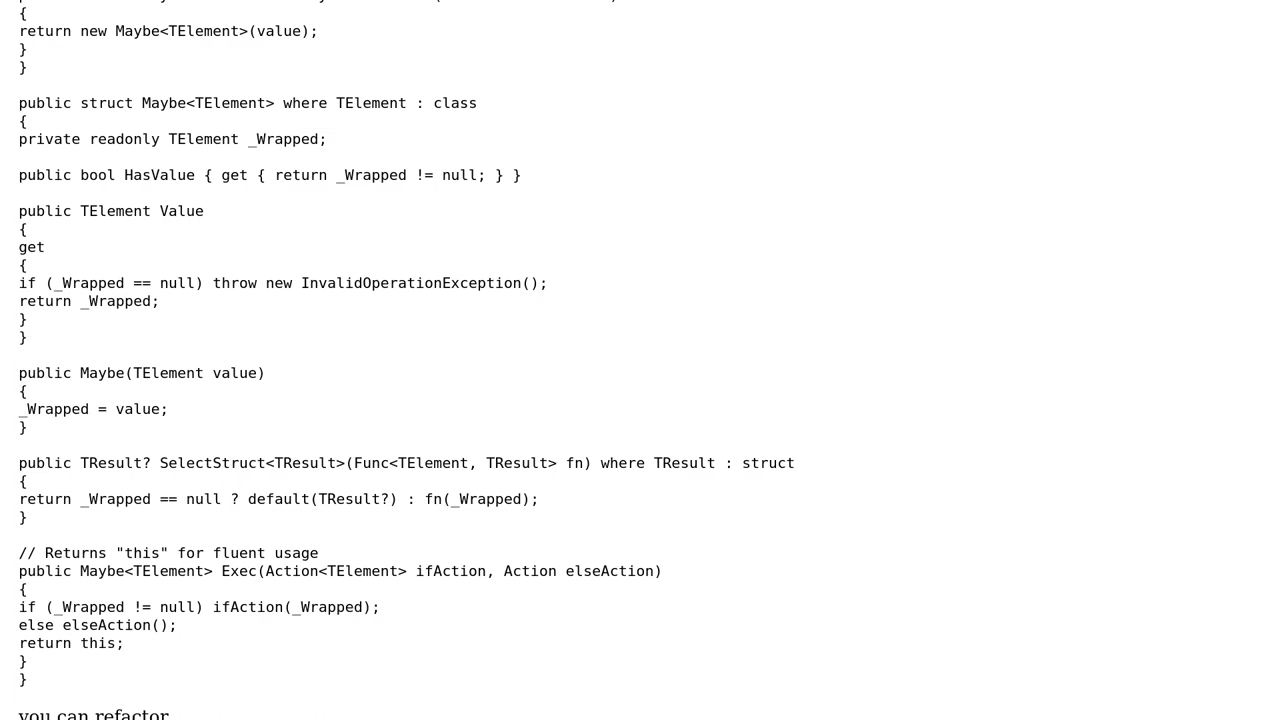 {
return new Maybe<TElement>(value);
}
}
public struct Maybe<TElement> where TElement : class
{
private readonly TElement _Wrapped;
public bool HasValue { get { return _Wrapped != null; } }
public TElement Value
{
get
{
if (_Wrapped == null) throw new InvalidOperationException();
return _Wrapped;
}
}
public Maybe(TElement value)
{
_Wrapped = value;
}
public TResult? SelectStruct<TResult>(Func<TElement, TResult> fn) where TResult : struct
{
return _Wrapped == null ? default(TResult?) : fn(_Wrapped);
}
// Returns "this" for fluent usage
public Maybe<TElement> Exec(Action<TElement> ifAction, Action elseAction)
{
if (_Wrapped != null) ifAction(_Wrapped);
else elseAction();
return this;
}
}
you can refactor